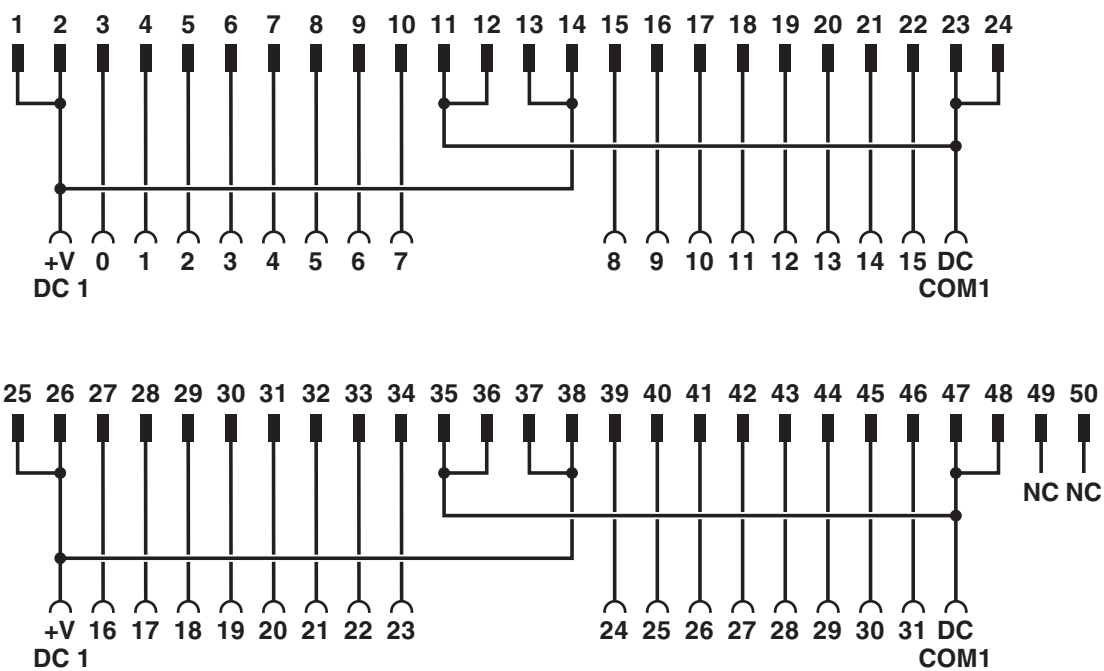 1 2 3 4 5 6 7 8 9 10 11 12 13 14 15 16 17 18 19 20 21 22 23 24
+V 0 1 2 3 4 5 6 7 8 9 10 11 12 13 14 15 DC
DC 1 COM1
25 26 27 28 29 30 31 32 33 34 35 36 37 38 39 40 41 42 43 44 45 46 47 48 49 50
NC NC
+V 16 17 18 19 20 21 22 23 24 25 26 27 28 29 30 31 DC
DC 1 COM1